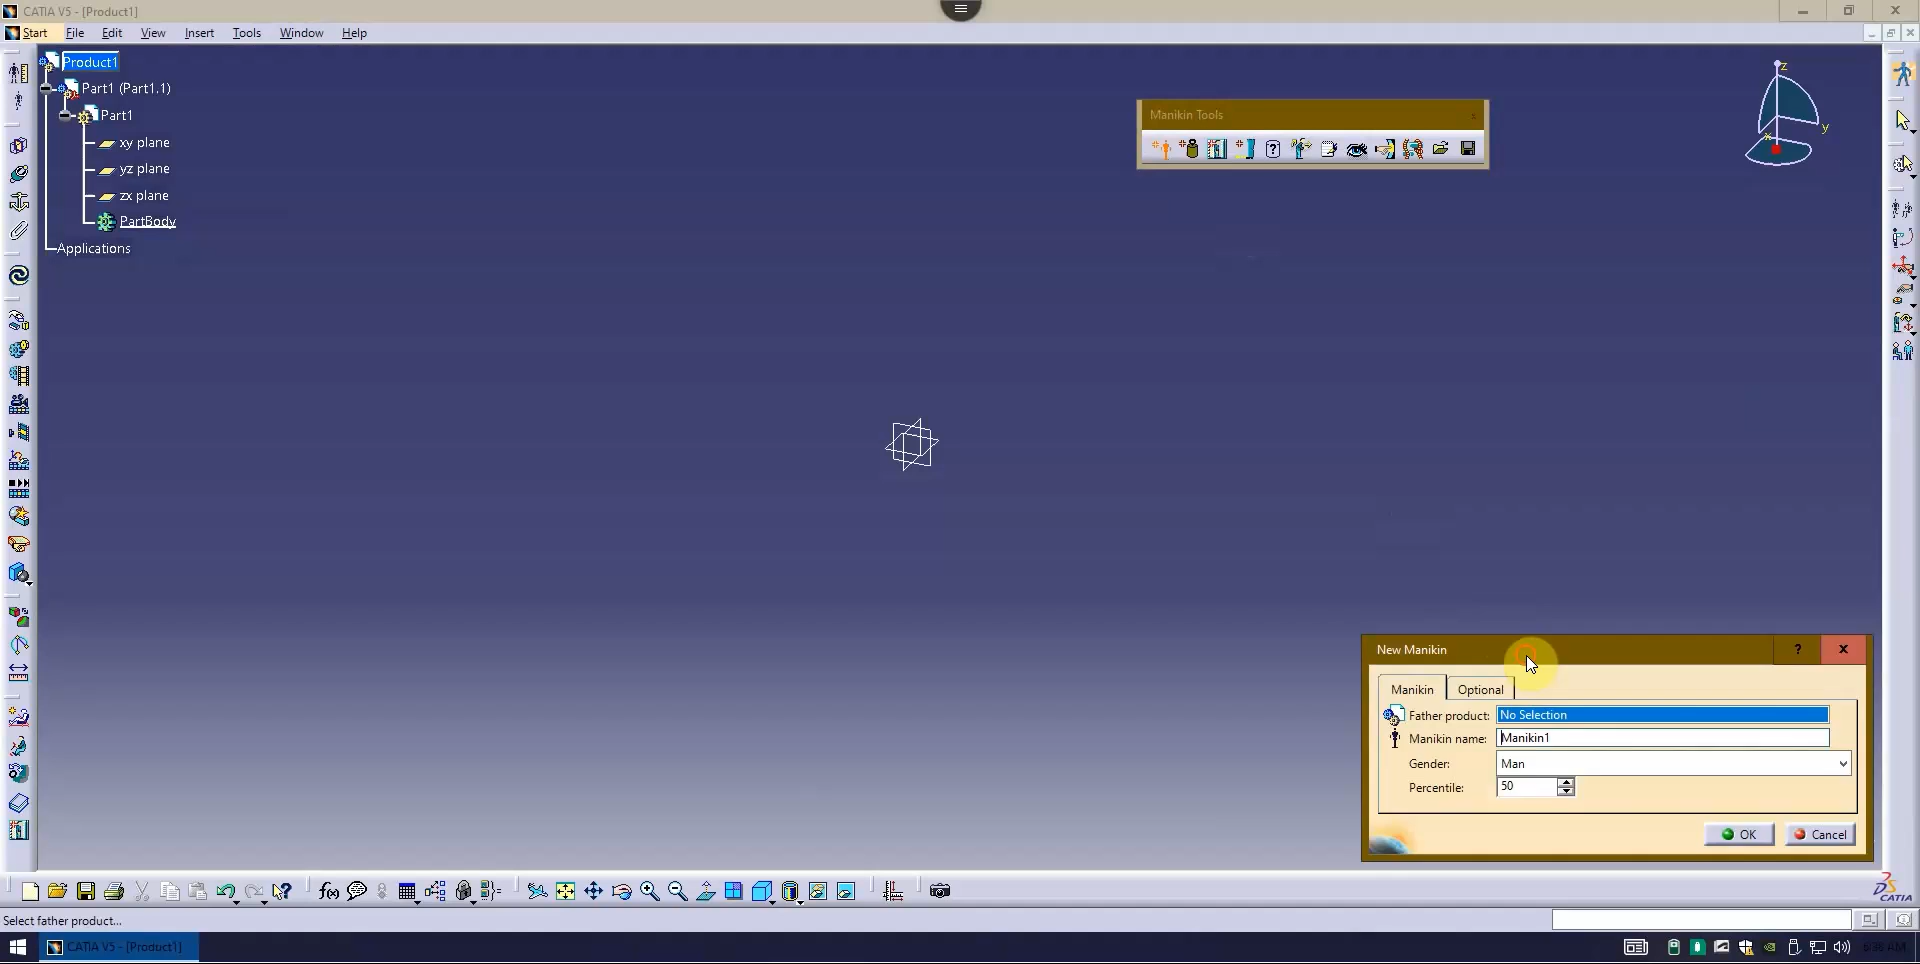 CATIA V5 - [Product1]
Start File Edit View Insert Tools Window Help
Product1
Part1 (Part1.1)
Part1
xy plane
yz plane
zx plane
PartBody
Applications
Manikin Tools
z
y
x
New Manikin
?
Manikin Optional
Father product: No Selection
Manikin name: Manikin1
Gender: Man
Percentile: 50
OK Cancel
f(x)
CATIA
Select father product...
CATIA V5 - [Product1]